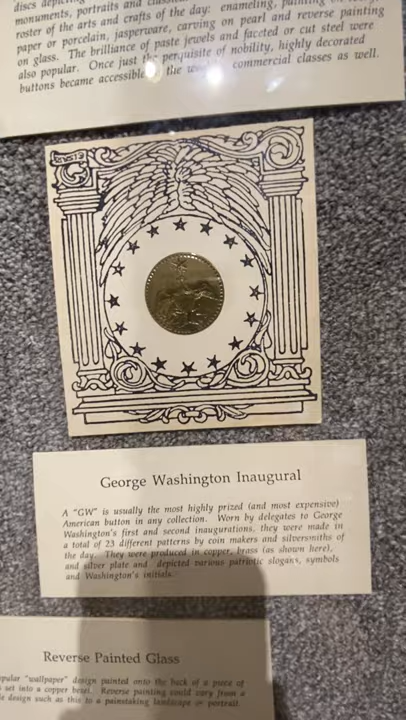 discs
monuments, portraits and
roster of the arts and crafts of the day: enameling, painting on
paper or porcelain, jasperware, carving on pearl and reverse painting
on glass. The brilliance of paste jewels and faceted or cut steel were
also popular. Once just the perquisite of nobility, highly decorated
buttons became accessible the commercial classes as well.
George Washington Inaugural
A "GW" is usually the most highly prized (and most expensive)
American button in any collection. Worn by delegates to George
Washington's first and second inaugurations, they were made in
a total of 23 different patterns by coin makers and silversmiths of
the day. They were produced in copper, brass (as shown here),
and silver plate and depicted various patriotic slogans, symbols
and Washington's initials.
Reverse Painted Glass
"wallpaper" design painted onto the back of a piece of
set into a copper bezel. Reverse painting could vary from a
design such as this to a painstaking landscape or portrait.